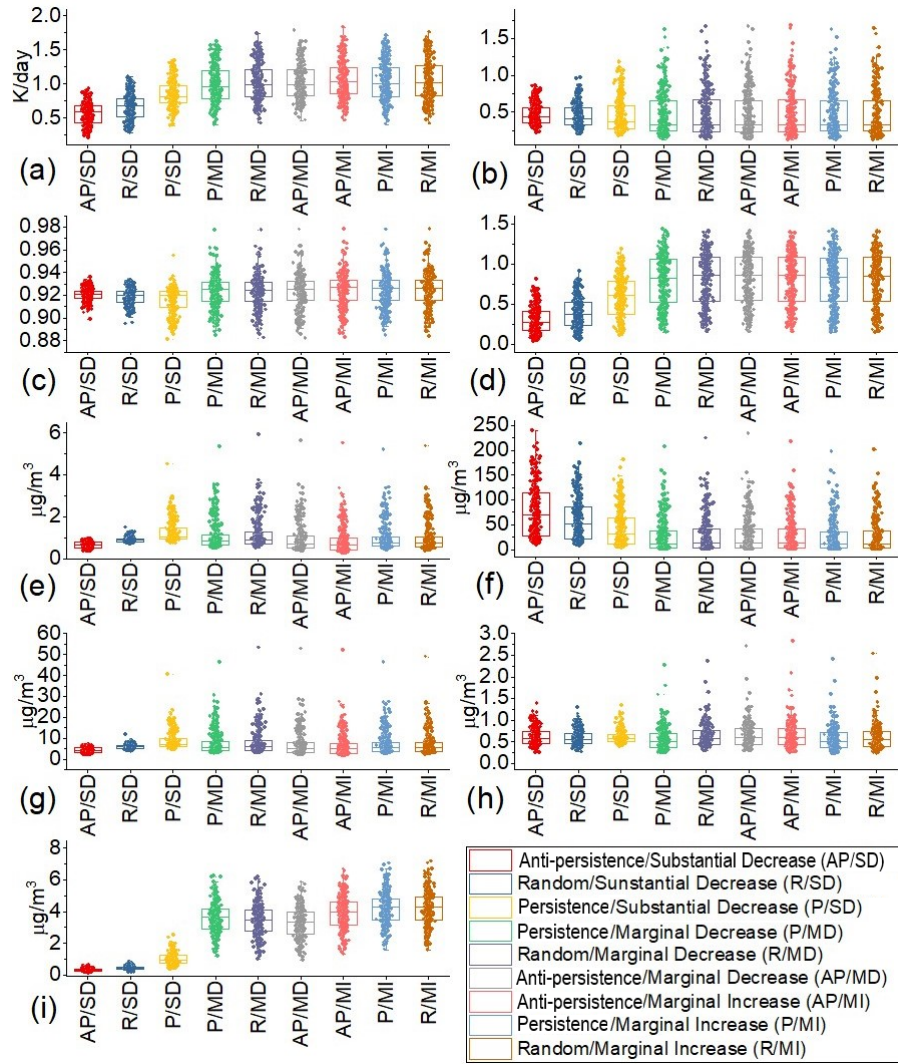 K/day
2.0
1.5
1.0
0.5
(a)
AP/SD R/SD P/SD P/MD R/MD AP/MD AP/MI P/MI R/MI
1.5
1.0
0.5
(b)
AP/SD R/SD P/SD P/MD R/MD AP/MD AP/MI P/MI R/MI
0.98
0.96
0.94
0.92
0.90
0.88
(c)
AP/SD R/SD P/SD P/MD R/MD AP/MD AP/MI P/MI R/MI
1.5
1.0
0.5
0.0
(d)
AP/SD R/SD P/SD P/MD R/MD AP/MD AP/MI P/MI R/MI
µg/m³
6
4
2
0
(e)
AP/SD R/SD P/SD P/MD R/MD AP/MD AP/MI P/MI R/MI
µg/m³
250
200
150
100
50
0
(f)
AP/SD R/SD P/SD P/MD R/MD AP/MD AP/MI P/MI R/MI
µg/m³
60
50
40
30
20
10
0
(g)
AP/SD R/SD P/SD P/MD R/MD AP/MD AP/MI P/MI R/MI
µg/m³
3.0
2.5
2.0
1.5
1.0
0.5
0.0
(h)
AP/SD R/SD P/SD P/MD R/MD AP/MD AP/MI P/MI R/MI
µg/m³
8
6
4
2
0
(i)
AP/SD R/SD P/SD P/MD R/MD AP/MD AP/MI P/MI R/MI
Anti-persistence/Substantial Decrease (AP/SD)
Random/Sunstantial Decrease (R/SD)
Persistence/Substantial Decrease (P/SD)
Persistence/Marginal Decrease (P/MD)
Random/Marginal Decrease (R/MD)
Anti-persistence/Marginal Decrease (AP/MD)
Anti-persistence/Marginal Increase (AP/MI)
Persistence/Marginal Increase (P/MI)
Random/Marginal Increase (R/MI)